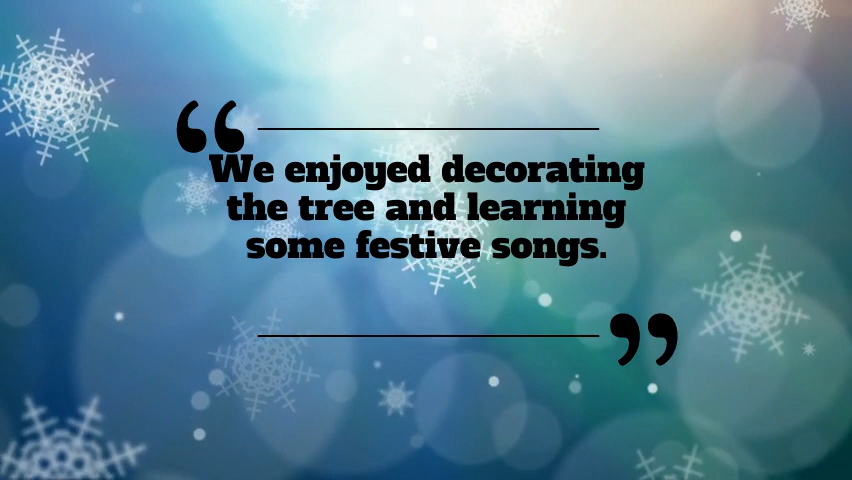 “We enjoyed decorating
the tree and learning
some festive songs.”